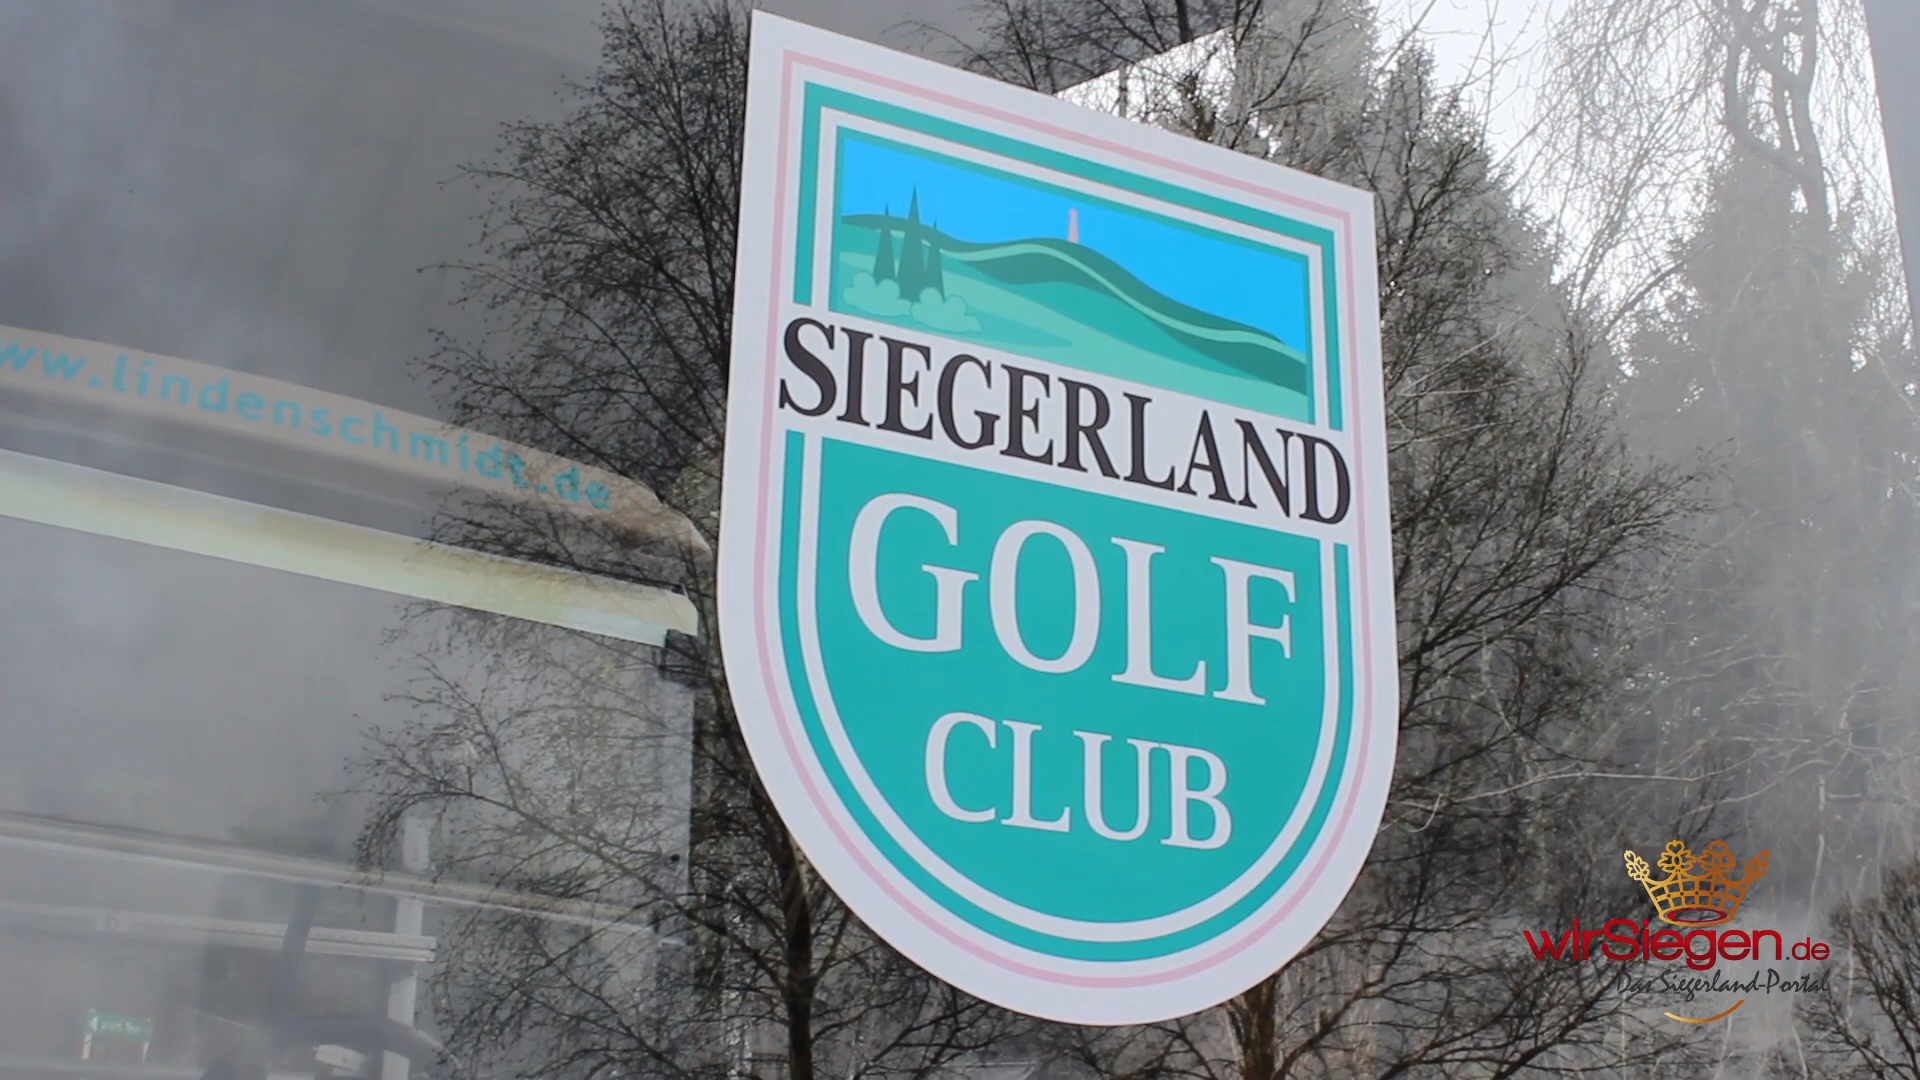 www.lindenschmidt.de
SIEGERLAND
GOLF
CLUB
wIrSiegen.de
Das Siegerland-Portal